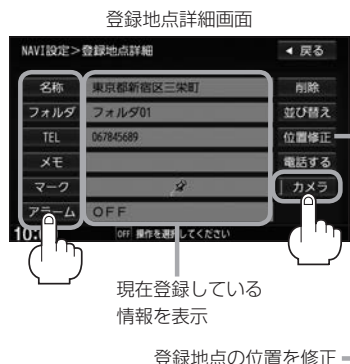 登録地点詳細画面
NAVI設定>登録地点詳細 ◀ 戻る
名称 東京都新宿区三栄町 削除
フォルダ フォルダ01 並び替え
TEL 067845689 位置修正
メモ 電話する
マーク カメラ
アラーム OFF
OFF 操作を選択してください
現在登録している
情報を表示
登録地点の位置を修正